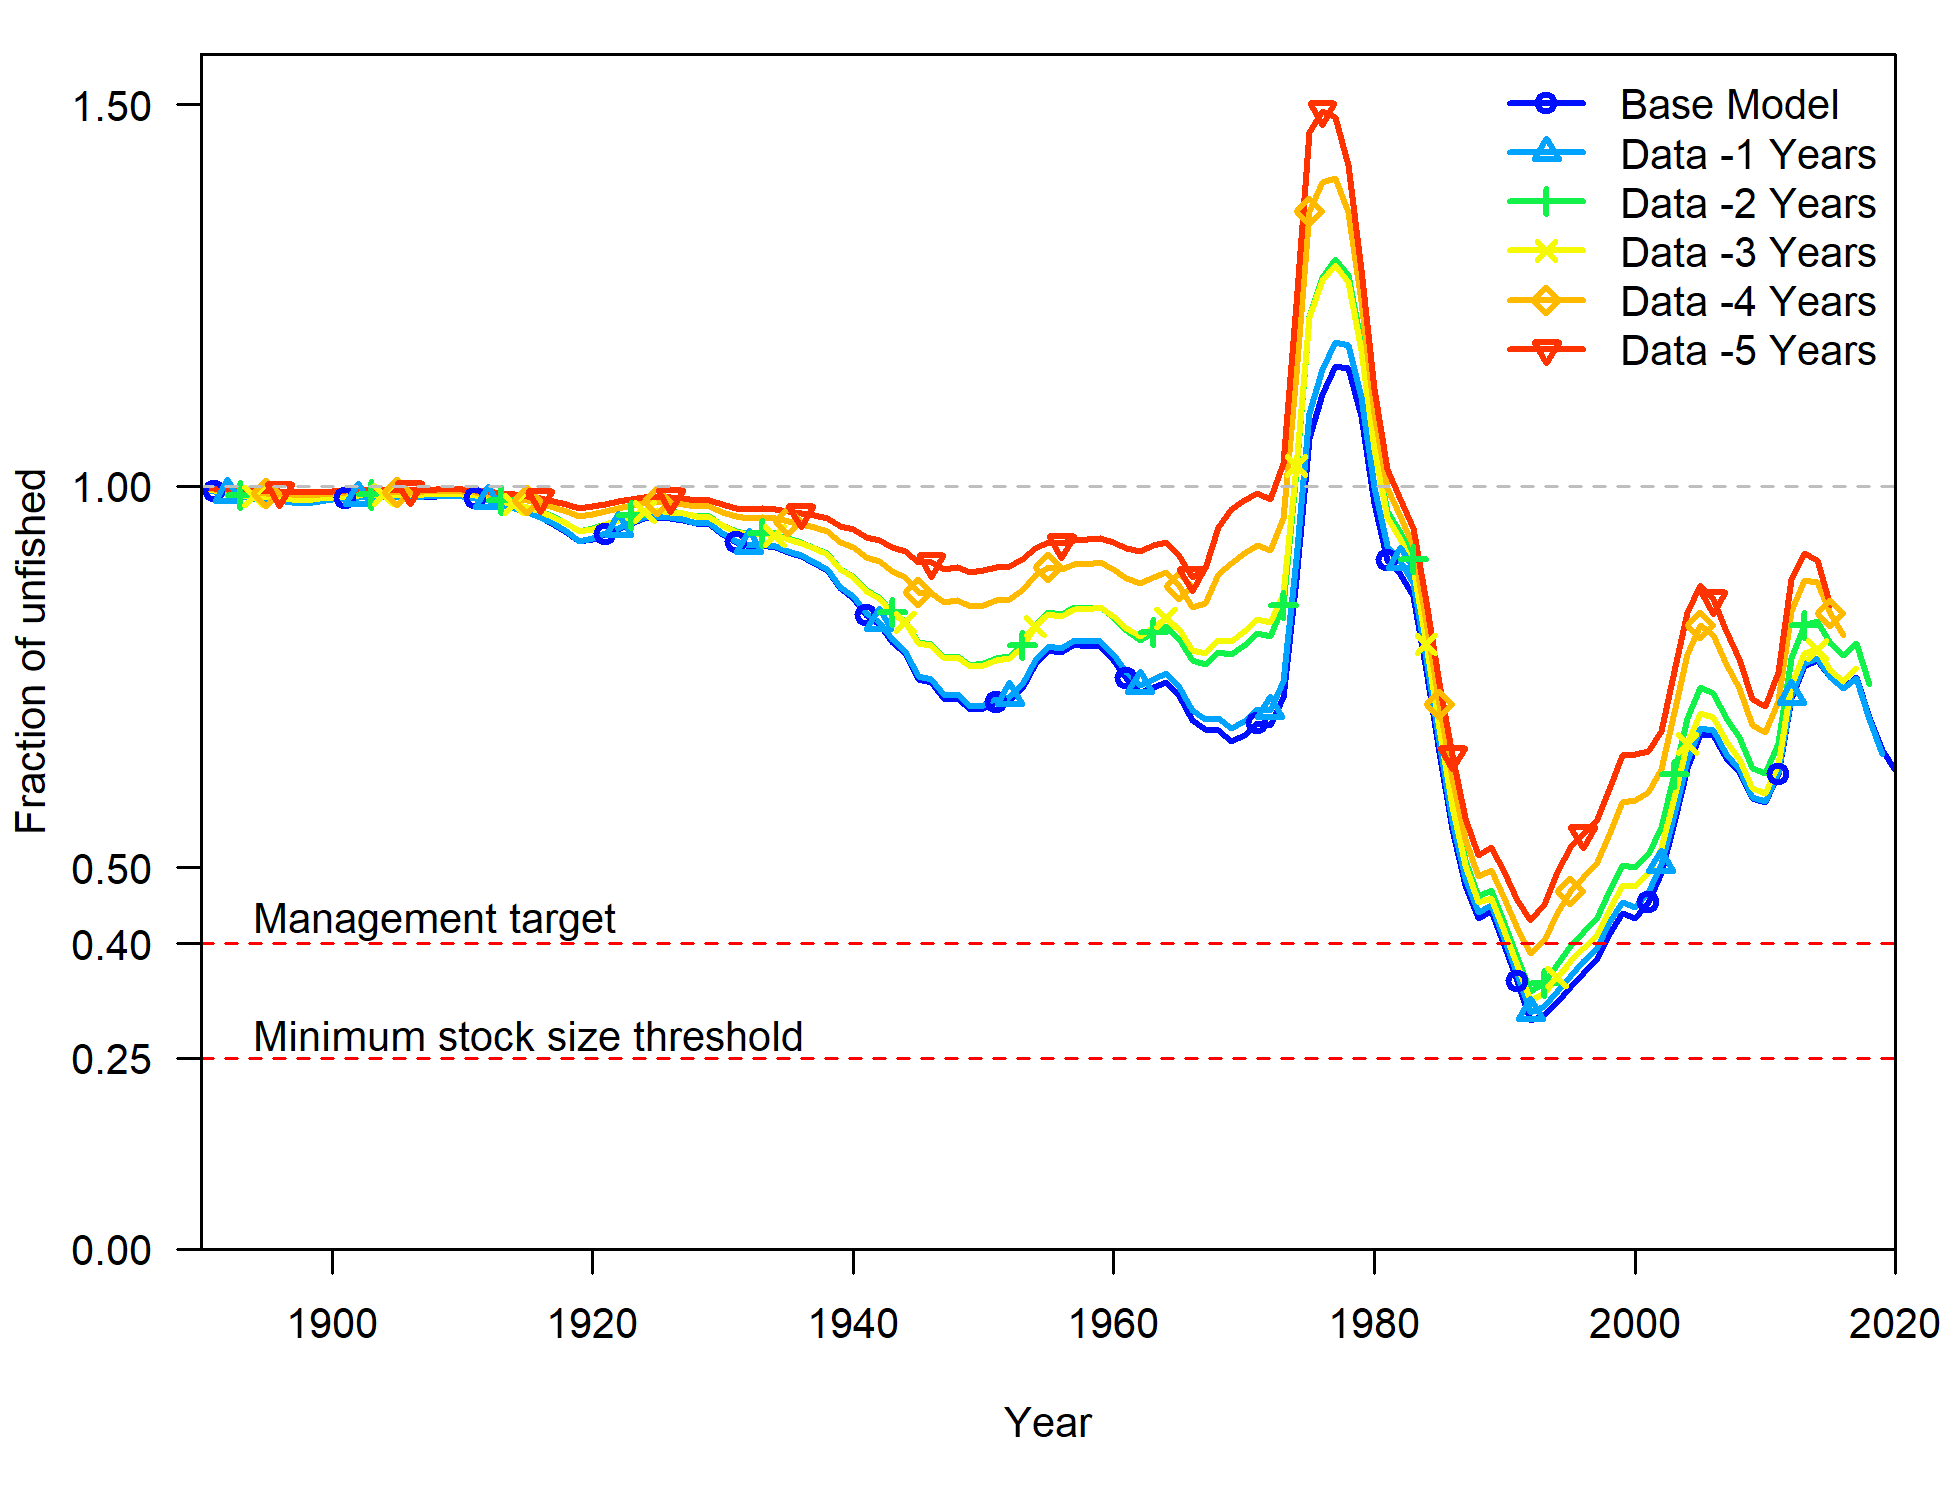 1.50
1.00
0.50
0.40
0.25
0.00
Fraction of unfished
Base Model
Data -1 Years
Data -2 Years
Data -3 Years
Data -4 Years
Data -5 Years
Management target
Minimum stock size threshold
1900 1920 1940 1960 1980 2000 2020
Year